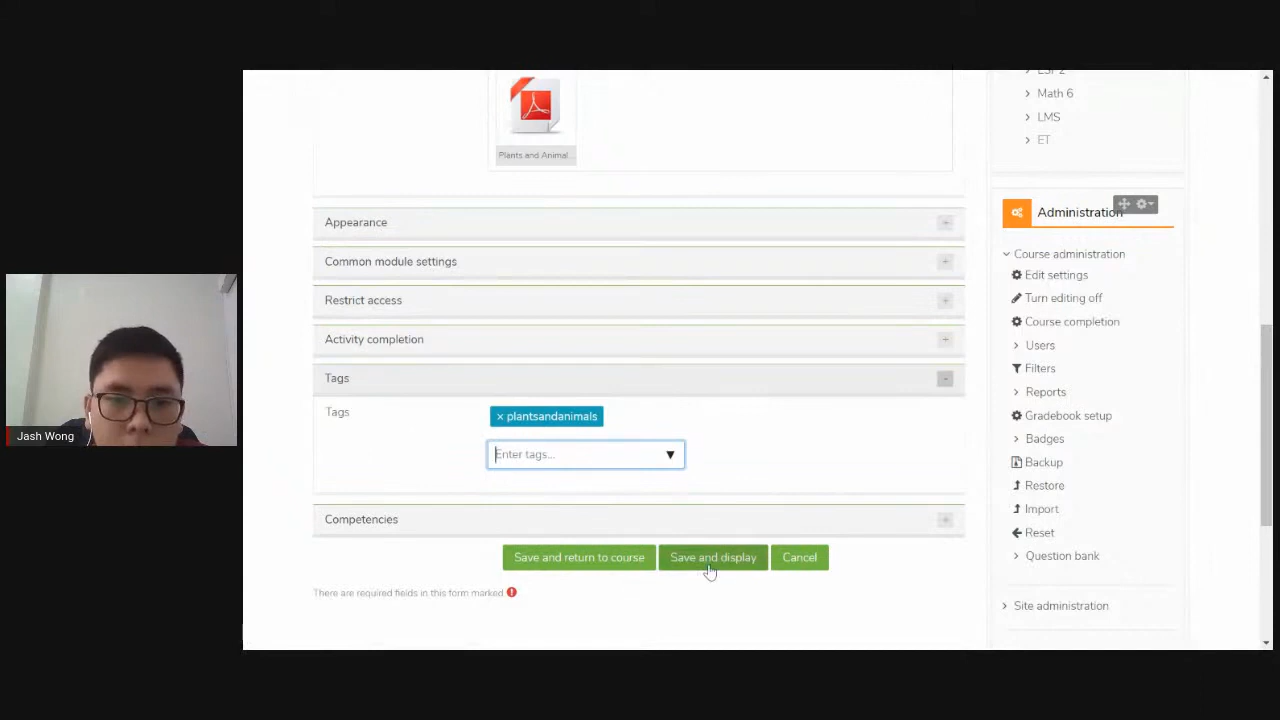 Math 6
LMS
ET
Plants and Animal...
Administration
Appearance
Common module settings
Restrict access
Activity completion
Tags
Tags
× plantsandanimals
Enter tags...
Competencies
Save and return to course
Save and display
Cancel
There are required fields in this form marked
Course administration
Edit settings
Turn editing off
Course completion
Users
Filters
Reports
Gradebook setup
Badges
Backup
Restore
Import
Reset
Question bank
Site administration
Jash Wong